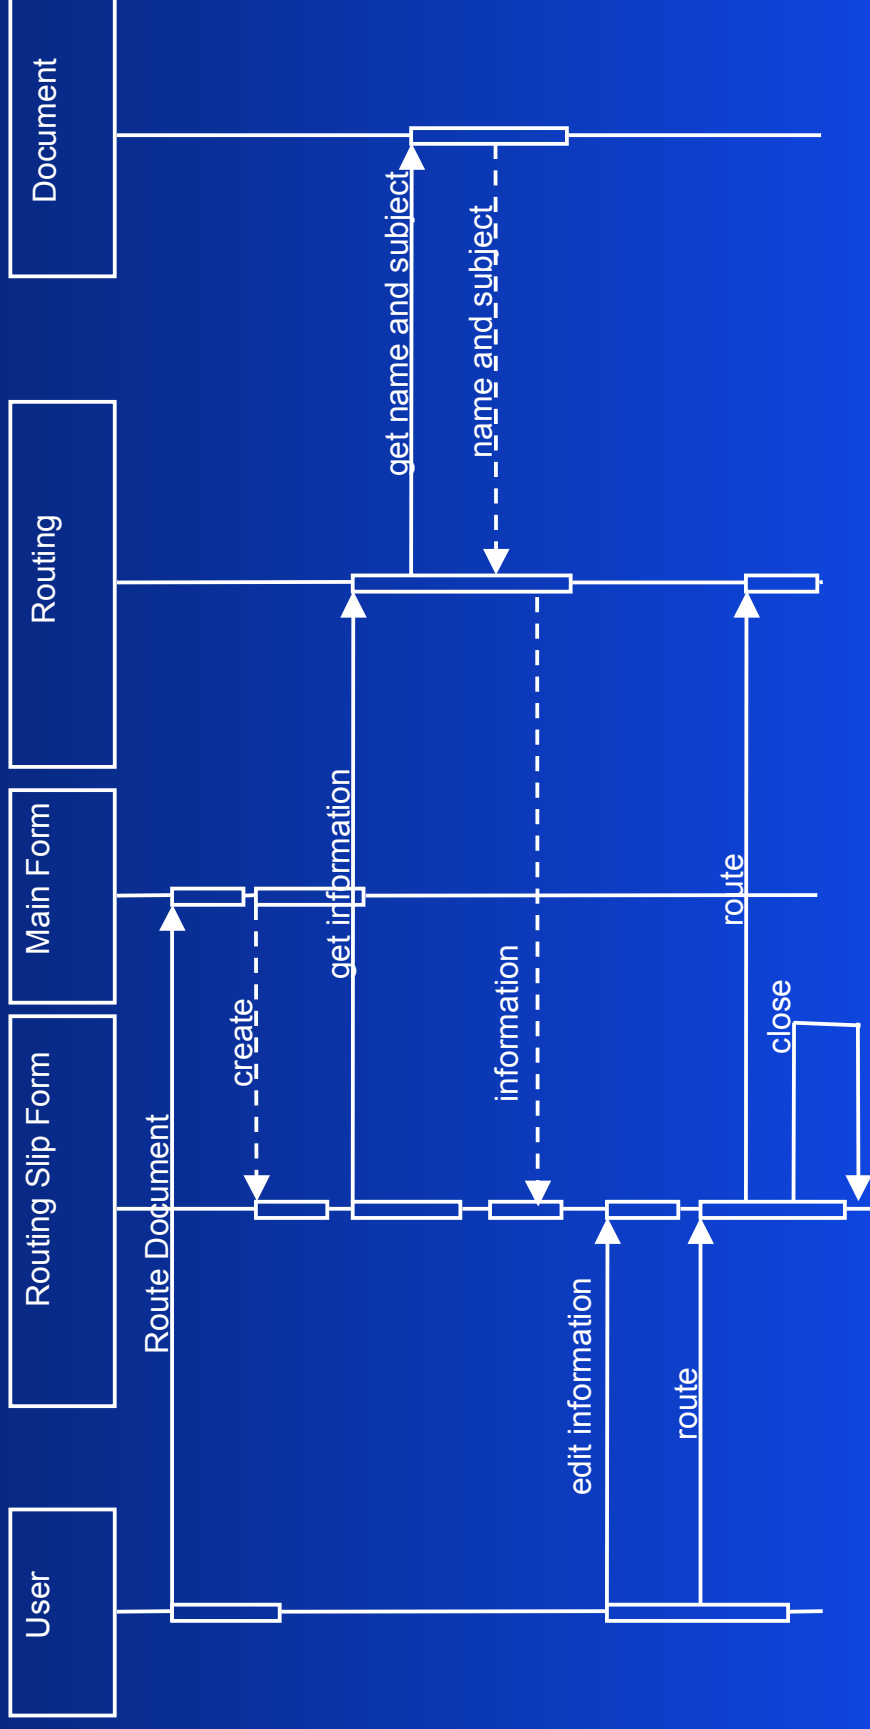 User
Routing Slip Form
Main Form
Routing
Document
Route Document
create
get information
get name and subject
name and subject
information
edit information
route
route
close